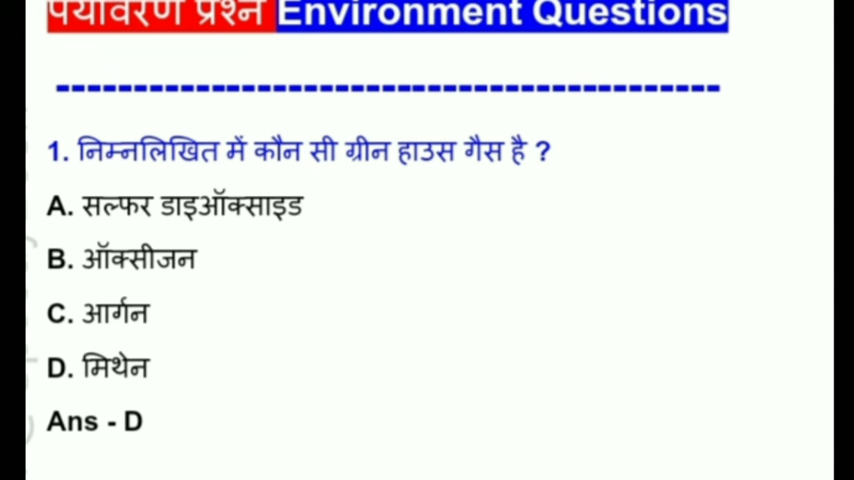 पर्यावरण प्रश्न Environment Questions
-------------------------------------------
1. निम्नलिखित में कौन सी ग्रीन हाउस गैस है ?
A. सल्फर डाइऑक्साइड
B. ऑक्सीजन
C. आर्गन
D. मिथेन
Ans - D